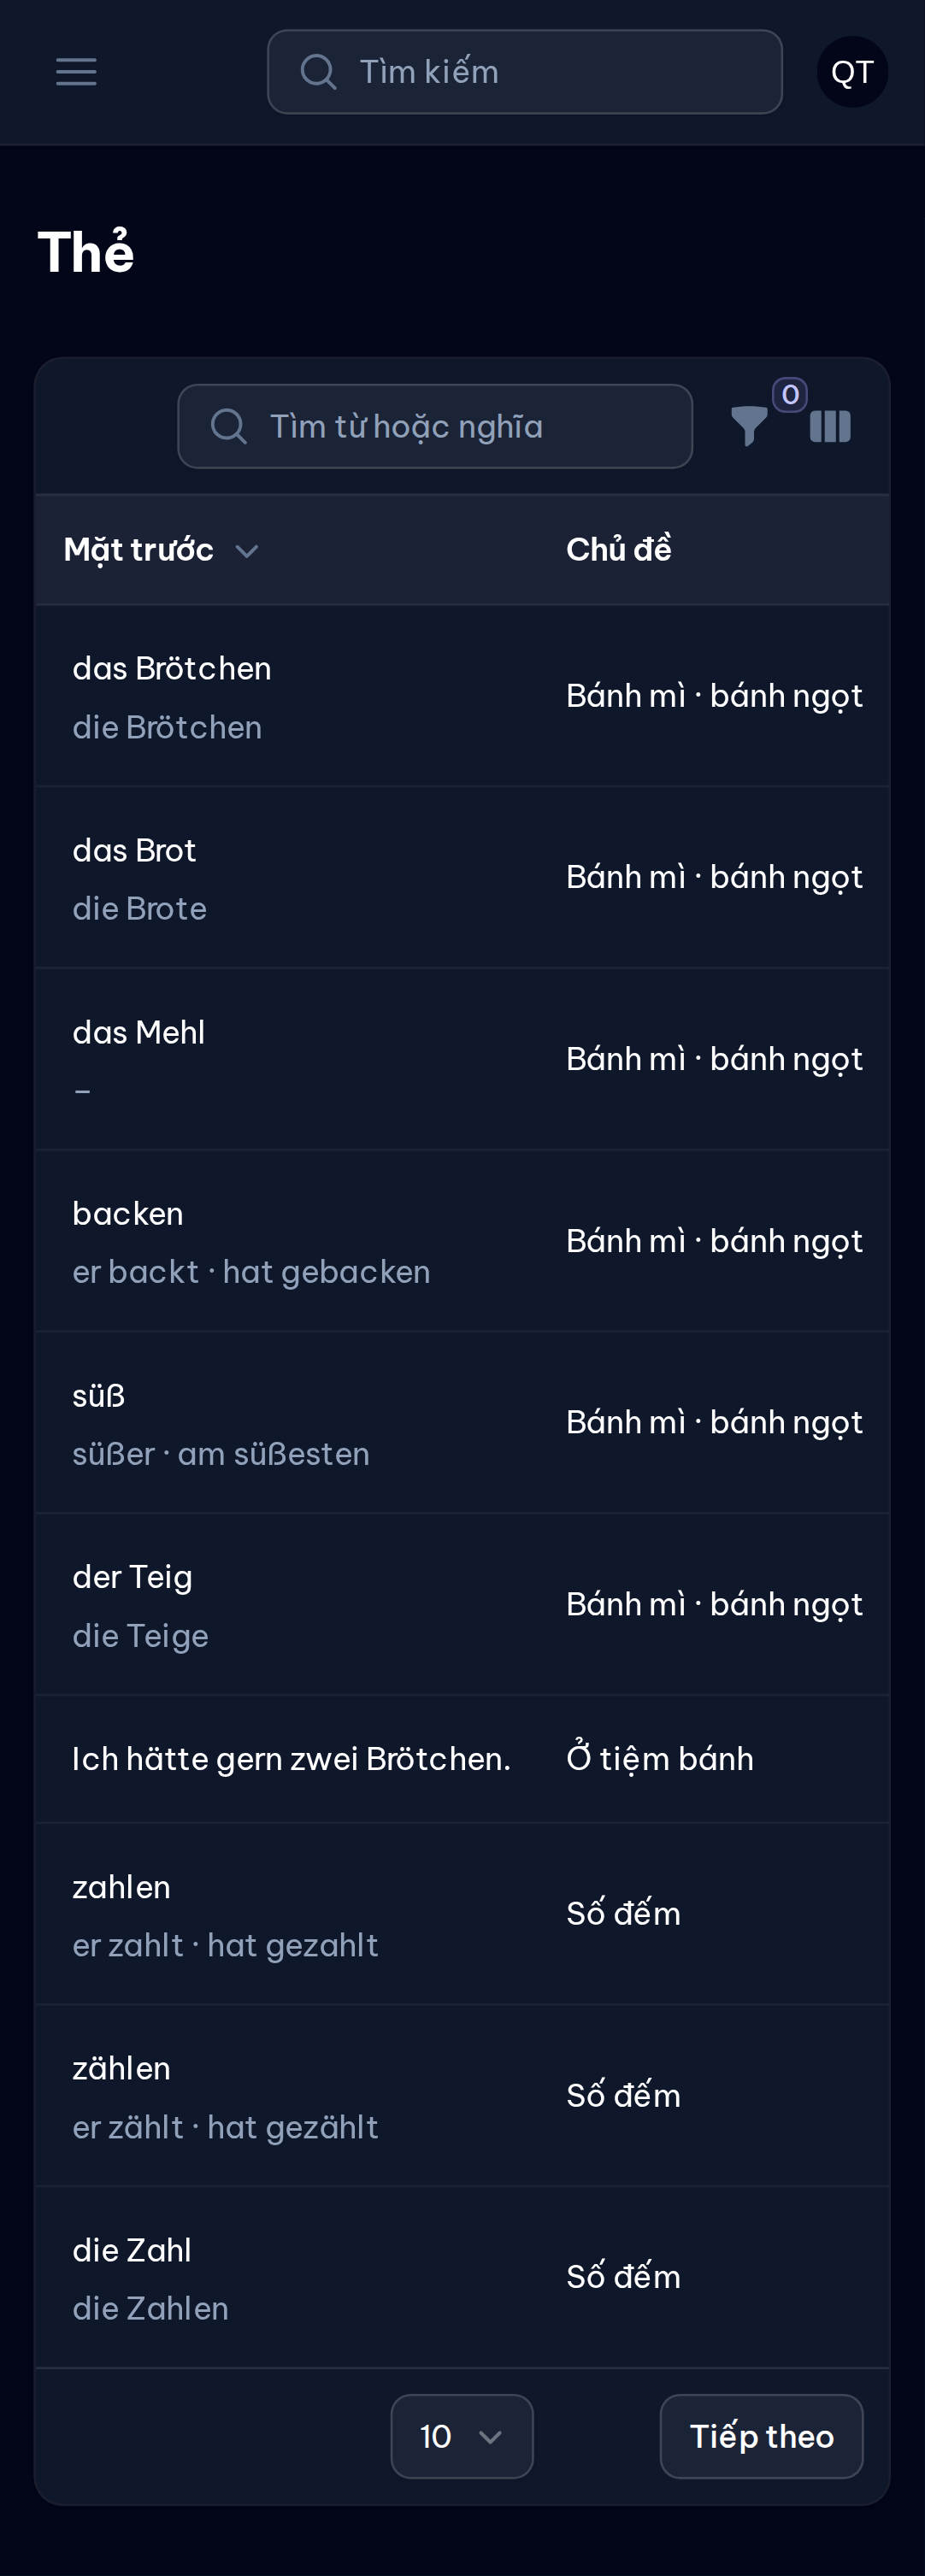 Tìm kiếm
QT
Thẻ
Tìm từ hoặc nghĩa
0
Mặt trước
Chủ đề
das Brötchen
die Brötchen
Bánh mì · bánh ngọt
das Brot
die Brote
Bánh mì · bánh ngọt
das Mehl
–
Bánh mì · bánh ngọt
backen
er backt · hat gebacken
Bánh mì · bánh ngọt
süß
süßer · am süßesten
Bánh mì · bánh ngọt
der Teig
die Teige
Bánh mì · bánh ngọt
Ich hätte gern zwei Brötchen.
Ở tiệm bánh
zahlen
er zahlt · hat gezahlt
Số đếm
zählen
er zählt · hat gezählt
Số đếm
die Zahl
die Zahlen
Số đếm
10
Tiếp theo